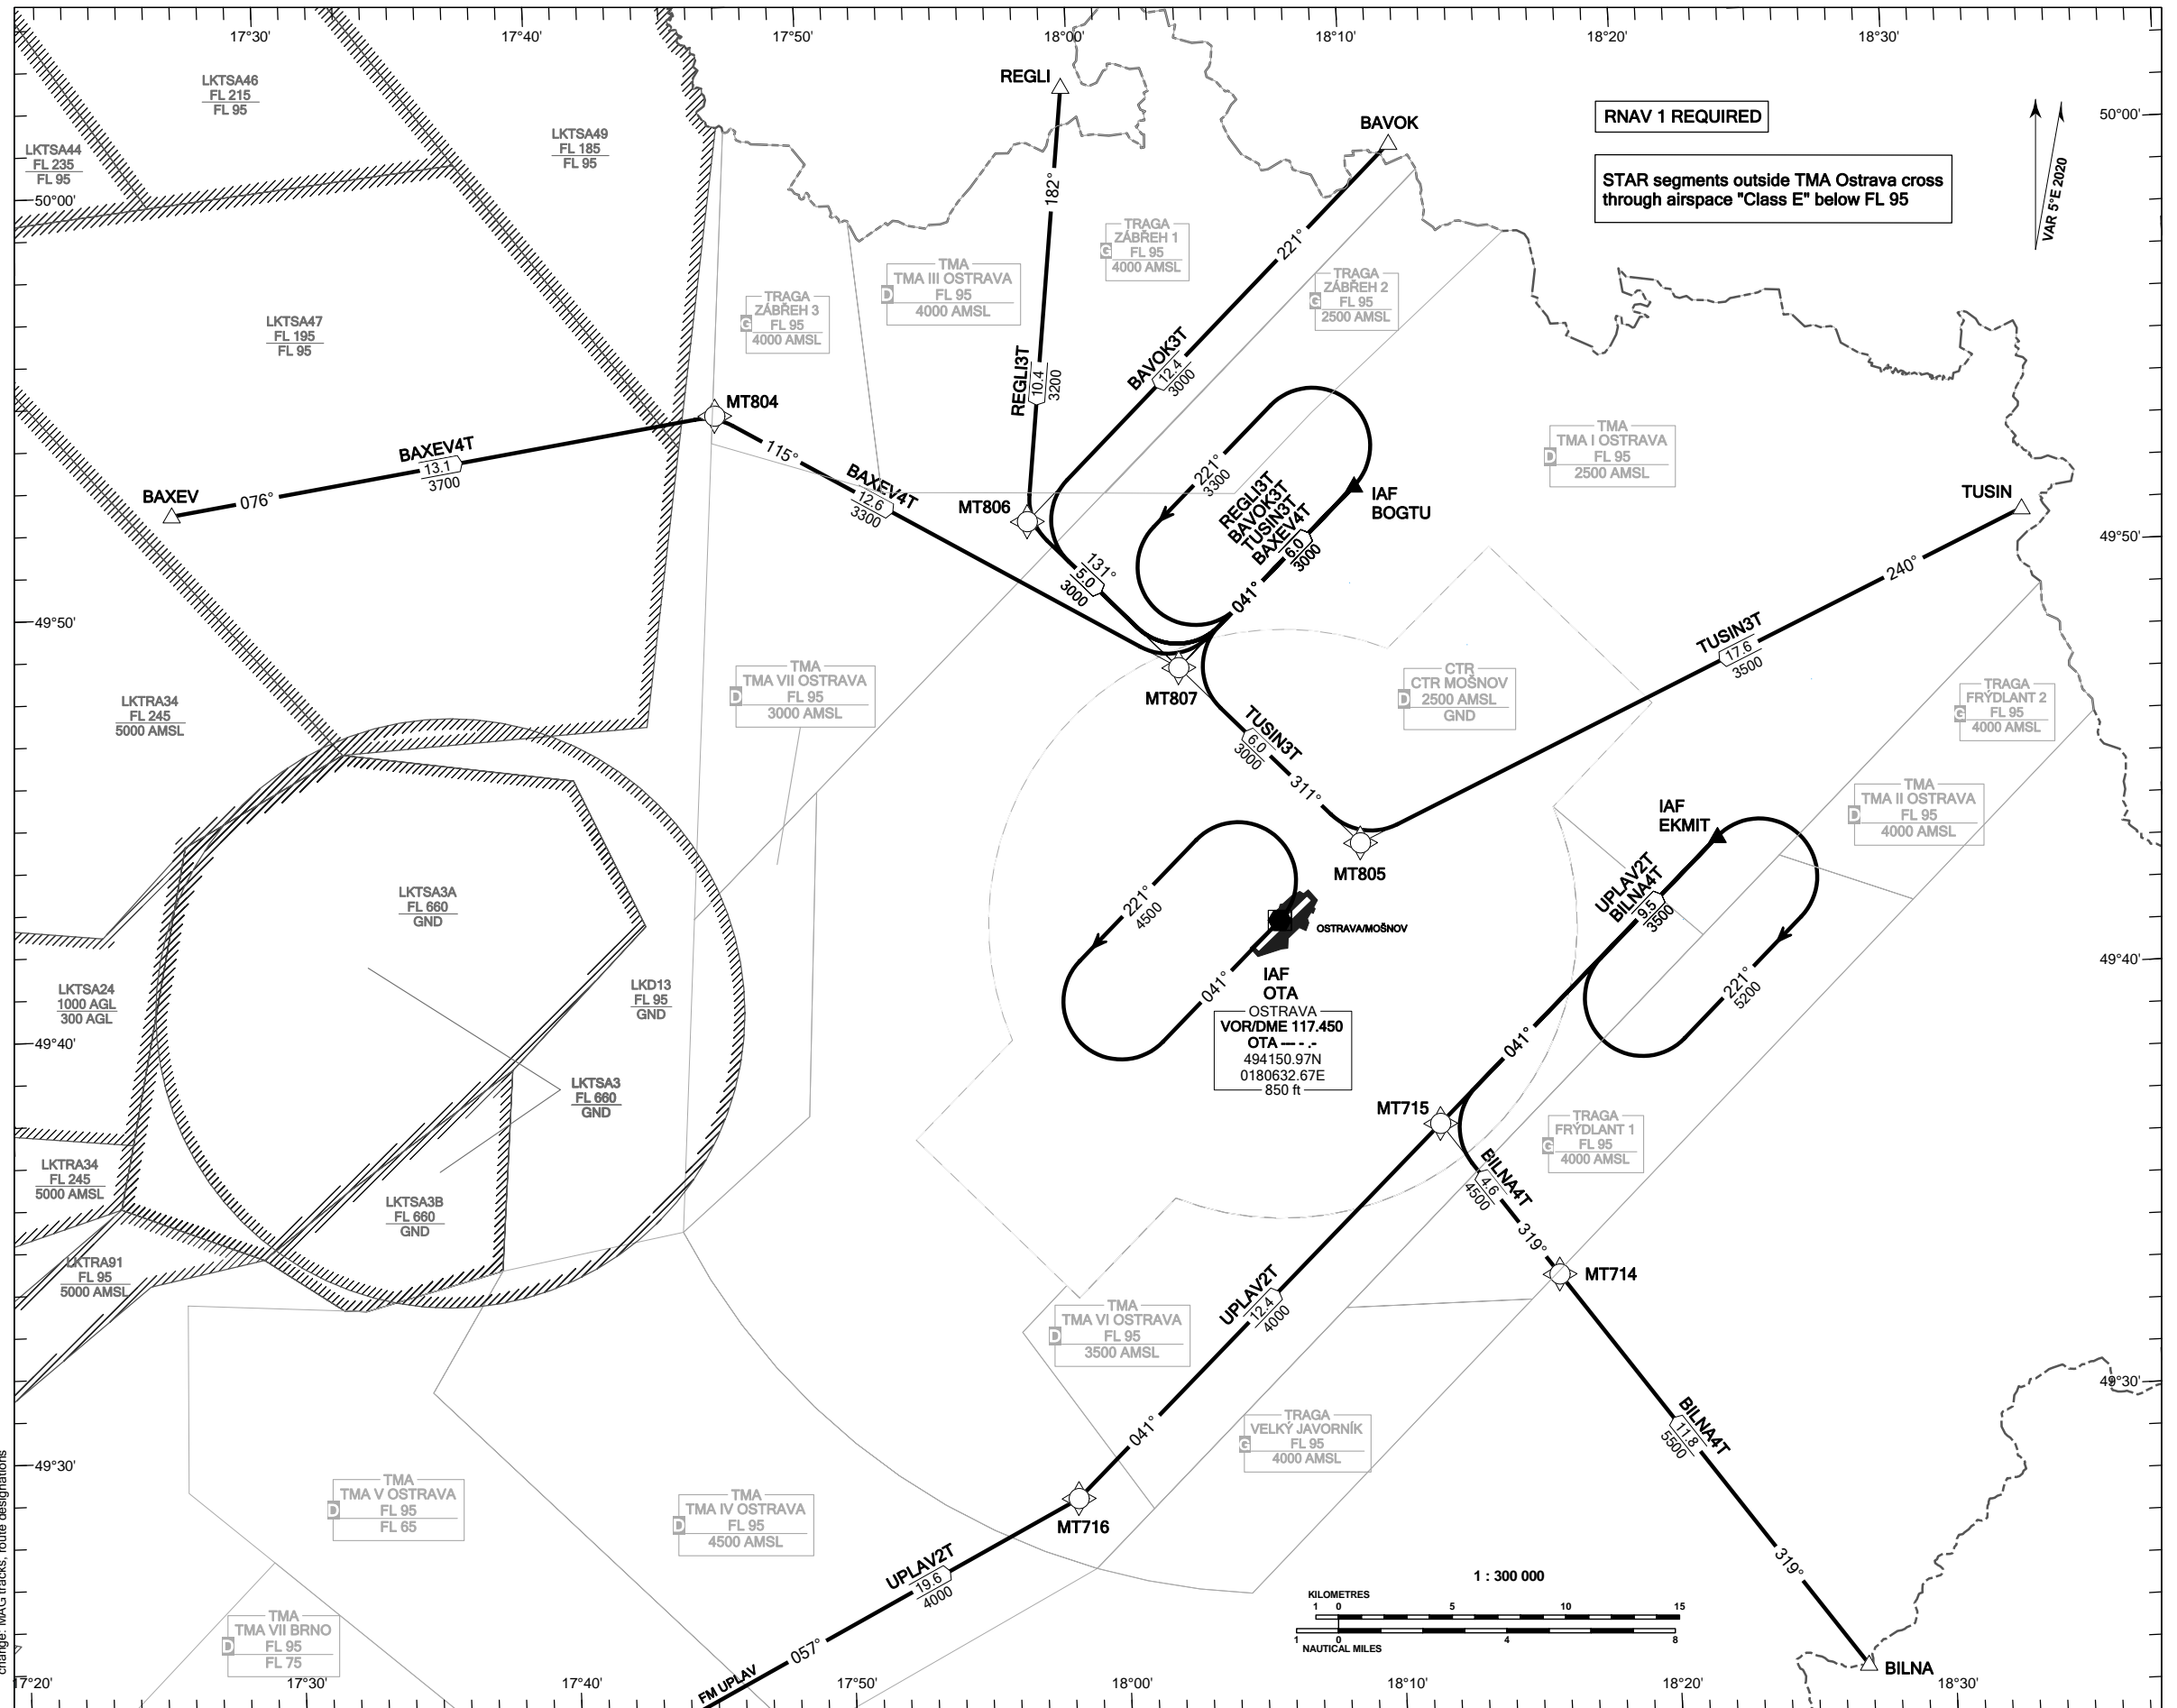 17°30'
17°40'
17°50'
18°00'
18°10'
18°20'
18°30'
LKTSA46
FL 215
FL 95
LKTSA44
FL 235
FL 95
LKTSA49
FL 185
FL 95
REGLI
BAVOK
RNAV 1 REQUIRED
STAR segments outside TMA Ostrava cross
through airspace "Class E" below FL 95
VAR 5°E 2020
50°00'
50°00'
182°
221°
TRAGA
ZÁBŘEH 1
G
FL 95
4000 AMSL
TMA
TMA III OSTRAVA
D
FL 95
4000 AMSL
TRAGA
ZÁBŘEH 2
G
FL 95
2500 AMSL
TRAGA
ZÁBŘEH 3
G
FL 95
4000 AMSL
LKTSA47
FL 195
FL 95
REGLI3T
10.4
3200
BAVOK3T
12.4
3000
MT804
BAXEV4T
13.1
3700
BAXEV
076°
115°
BAXEV4T
12.6
3300
MT806
221°
3300
REGLI3T
BAVOK3T
TUSIN3T
BAXEV4T
6.0
3000
IAF
BOGTU
TMA
TMA I OSTRAVA
D
FL 95
2500 AMSL
TUSIN
49°50'
240°
131°
5.0
3000
041°
49°50'
TUSIN3T
17.6
3500
MT807
TMA
TMA VII OSTRAVA
D
FL 95
3000 AMSL
CTR
CTR MOŠNOV
D
2500 AMSL
GND
TRAGA
FRÝDLANT 2
G
FL 95
4000 AMSL
LKTRA34
FL 245
5000 AMSL
TUSIN3T
6.0
3000
311°
TMA
TMA II OSTRAVA
D
FL 95
4000 AMSL
IAF
EKMIT
MT805
UPLAV2T
BILNA4T
9.5
3500
LKTSA3A
FL 660
GND
221°
4500
OSTRAVA/MOŠNOV
49°40'
LKTSA24
1000 AGL
300 AGL
LKD13
FL 95
GND
041°
IAF
OTA
OSTRAVA
VOR/DME 117.450
OTA --- - .-
494150.97N
0180632.67E
850 ft
221°
5200
041°
49°40'
LKTSA3
FL 660
GND
MT715
TRAGA
FRÝDLANT 1
G
FL 95
4000 AMSL
LKTRA34
FL 245
5000 AMSL
BILNA4T
4.6
4500
LKTSA3B
FL 660
GND
319°
LKTRA91
FL 95
5000 AMSL
MT714
UPLAV2T
12.4
4000
TMA
TMA VI OSTRAVA
D
FL 95
3500 AMSL
49°30'
TRAGA
VELKÝ JAVORNÍK
G
FL 95
4000 AMSL
041°
BILNA4T
11.8
5500
49°30'
TMA
TMA V OSTRAVA
D
FL 95
FL 65
TMA
TMA IV OSTRAVA
D
FL 95
4500 AMSL
MT716
change: MAG tracks, route designations
UPLAV2T
19.6
4000
319°
1 : 300 000
KILOMETRES
1 0 5 10 15
1 0 4 8
NAUTICAL MILES
TMA
TMA VII BRNO
D
FL 95
FL 75
057°
FM UPLAV
BILNA
17°20'
17°30'
17°40'
17°50'
18°00'
18°10'
18°20'
18°30'